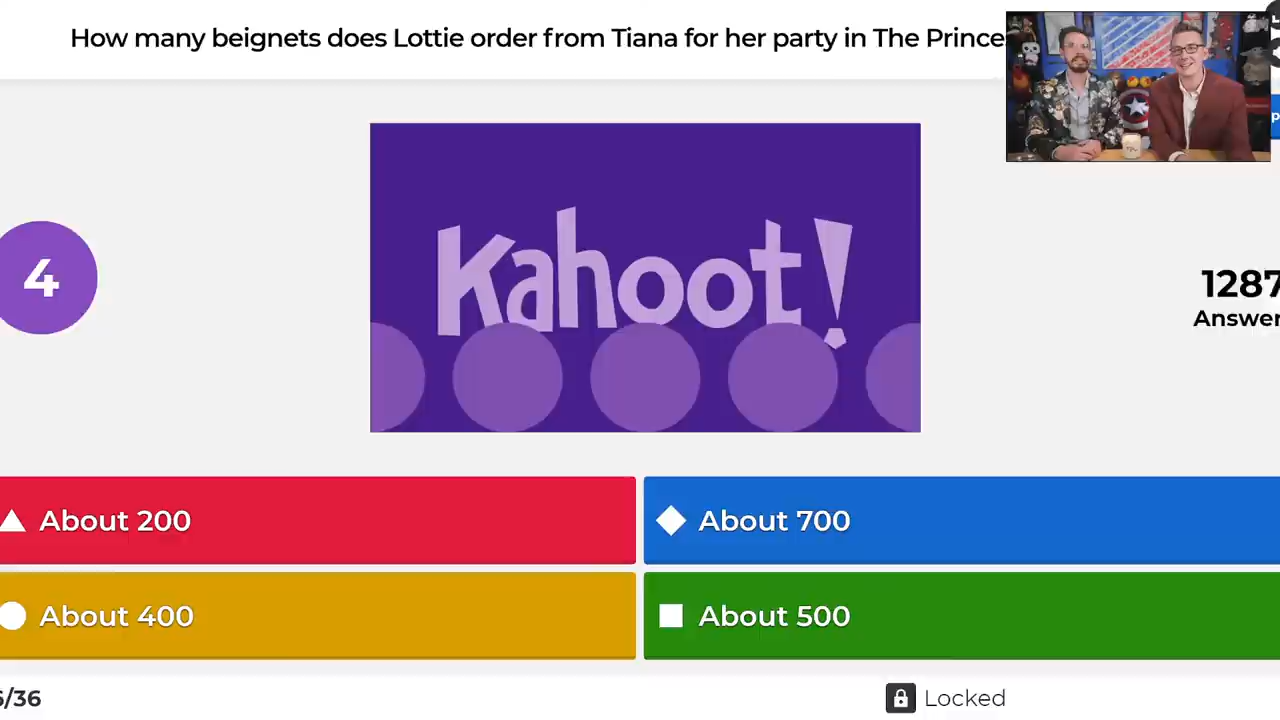 How many beignets does Lottie order from Tiana for her party in The Prince
Kahoot!
4
1287
Answer
About 200
About 700
About 400
About 500
/36
Locked